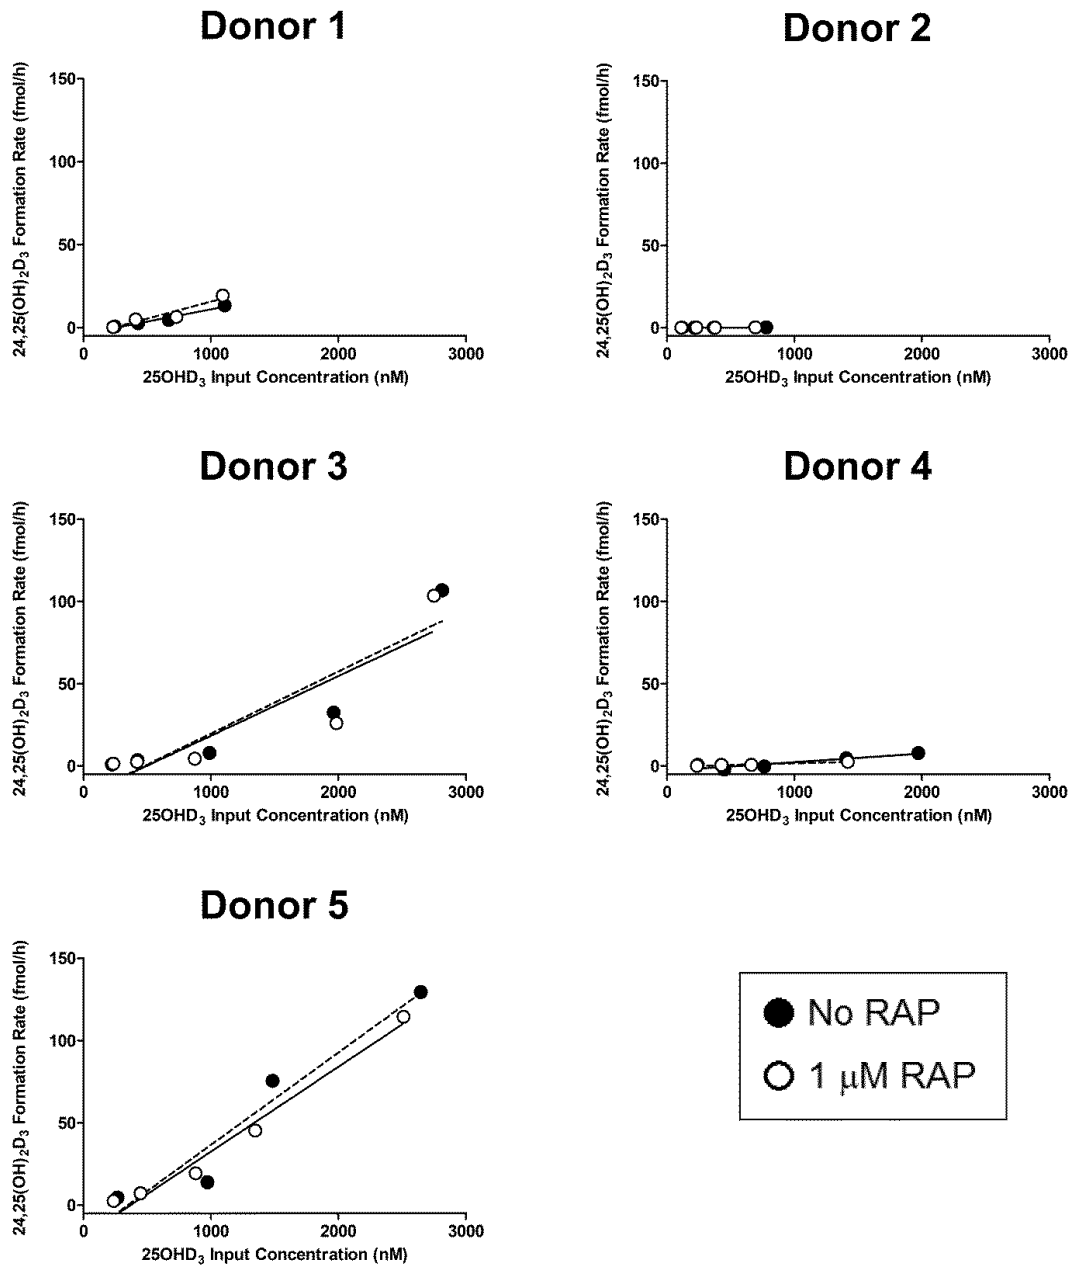 Donor 1
24,25(OH)2D3 Formation Rate (fmol/h)
150
100
50
0
0 1000 2000 3000
25OHD3 Input Concentration (nM)
Donor 2
24,25(OH)2D3 Formation Rate (fmol/h)
150
100
50
0
0 1000 2000 3000
25OHD3 Input Concentration (nM)
Donor 3
24,25(OH)2D3 Formation Rate (fmol/h)
150
100
50
0
0 1000 2000 3000
25OHD3 Input Concentration (nM)
Donor 4
24,25(OH)2D3 Formation Rate (fmol/h)
150
100
50
0
0 1000 2000 3000
25OHD3 Input Concentration (nM)
Donor 5
24,25(OH)2D3 Formation Rate (fmol/h)
150
100
50
0
0 1000 2000 3000
25OHD3 Input Concentration (nM)
No RAP
1 μM RAP